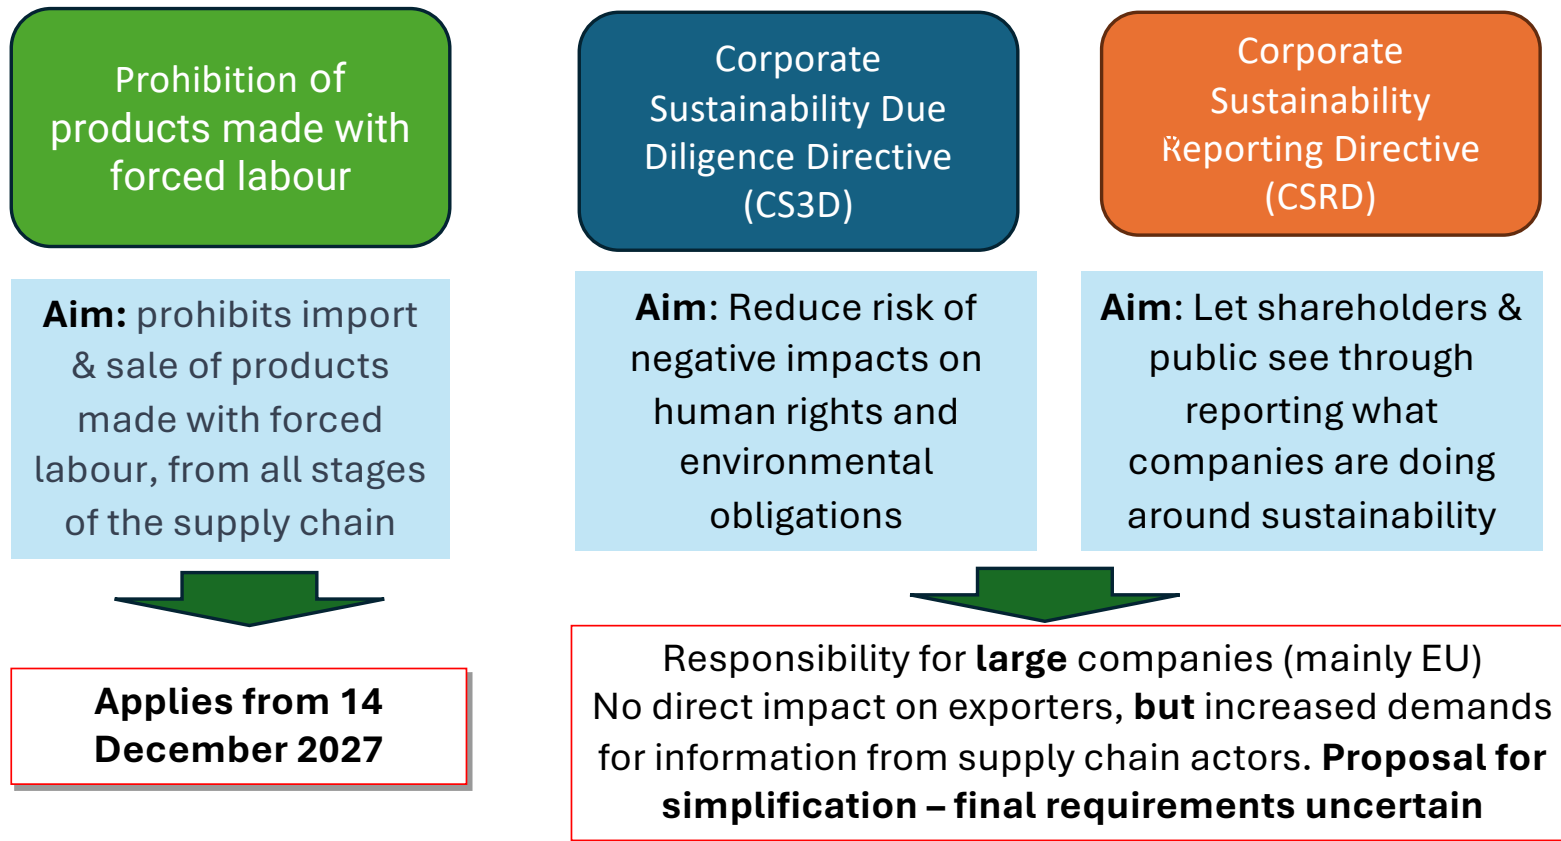 Prohibition of
products made with
forced labour
Corporate
Sustainability Due
Diligence Directive
(CS3D)
Corporate
Sustainability
Reporting Directive
(CSRD)
Aim: prohibits import
& sale of products
made with forced
labour, from all stages
of the supply chain
Aim: Reduce risk of
negative impacts on
human rights and
environmental
obligations
Aim: Let shareholders &
public see through
reporting what
companies are doing
around sustainability
Applies from 14
December 2027
Responsibility for large companies (mainly EU)
No direct impact on exporters, but increased demands
for information from supply chain actors. Proposal for
simplification – final requirements uncertain